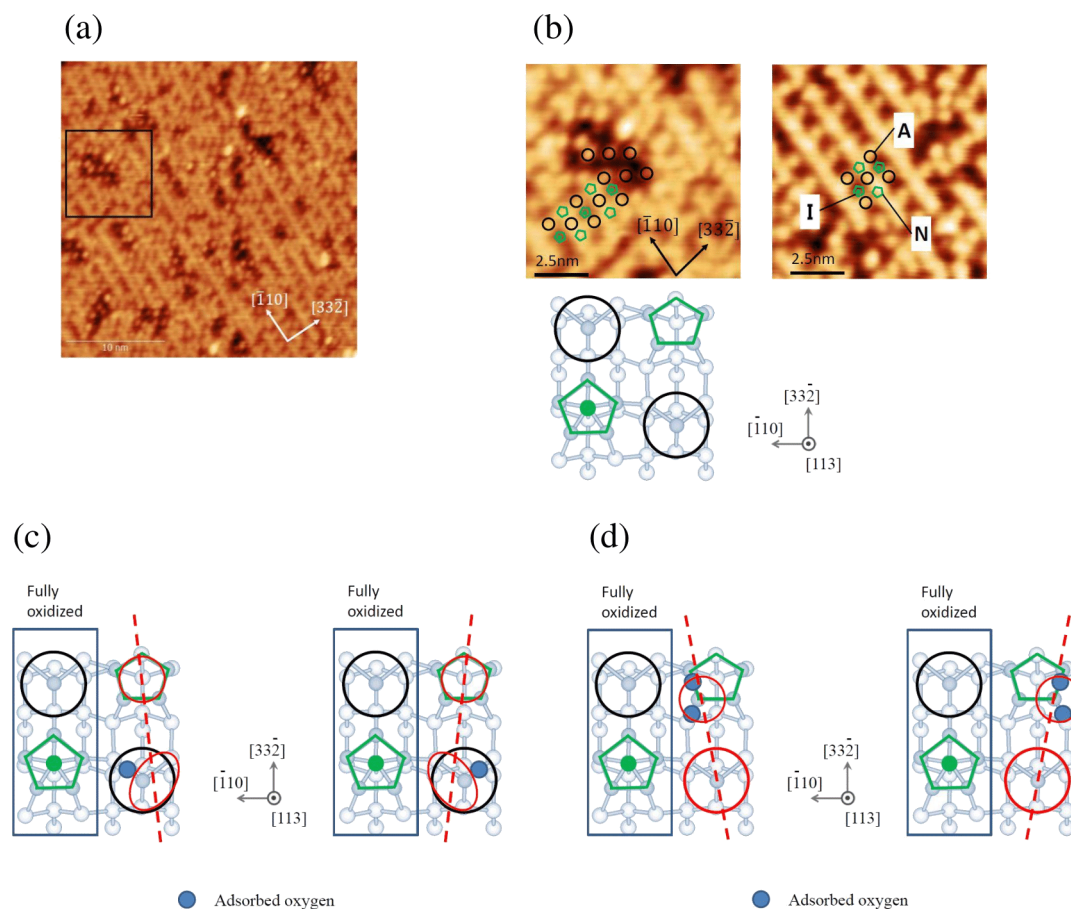 (a)
(b)
[1̅10]
[332̅]
10 nm
[1̅10]
[332̅]
2.5nm
A
I
N
2.5nm
[332̅]
[1̅10]
[113]
(c)
(d)
Fully
oxidized
[332̅]
[1̅10]
[113]
Fully
oxidized
Fully
oxidized
[332̅]
[1̅10]
[113]
Fully
oxidized
Adsorbed oxygen
Adsorbed oxygen